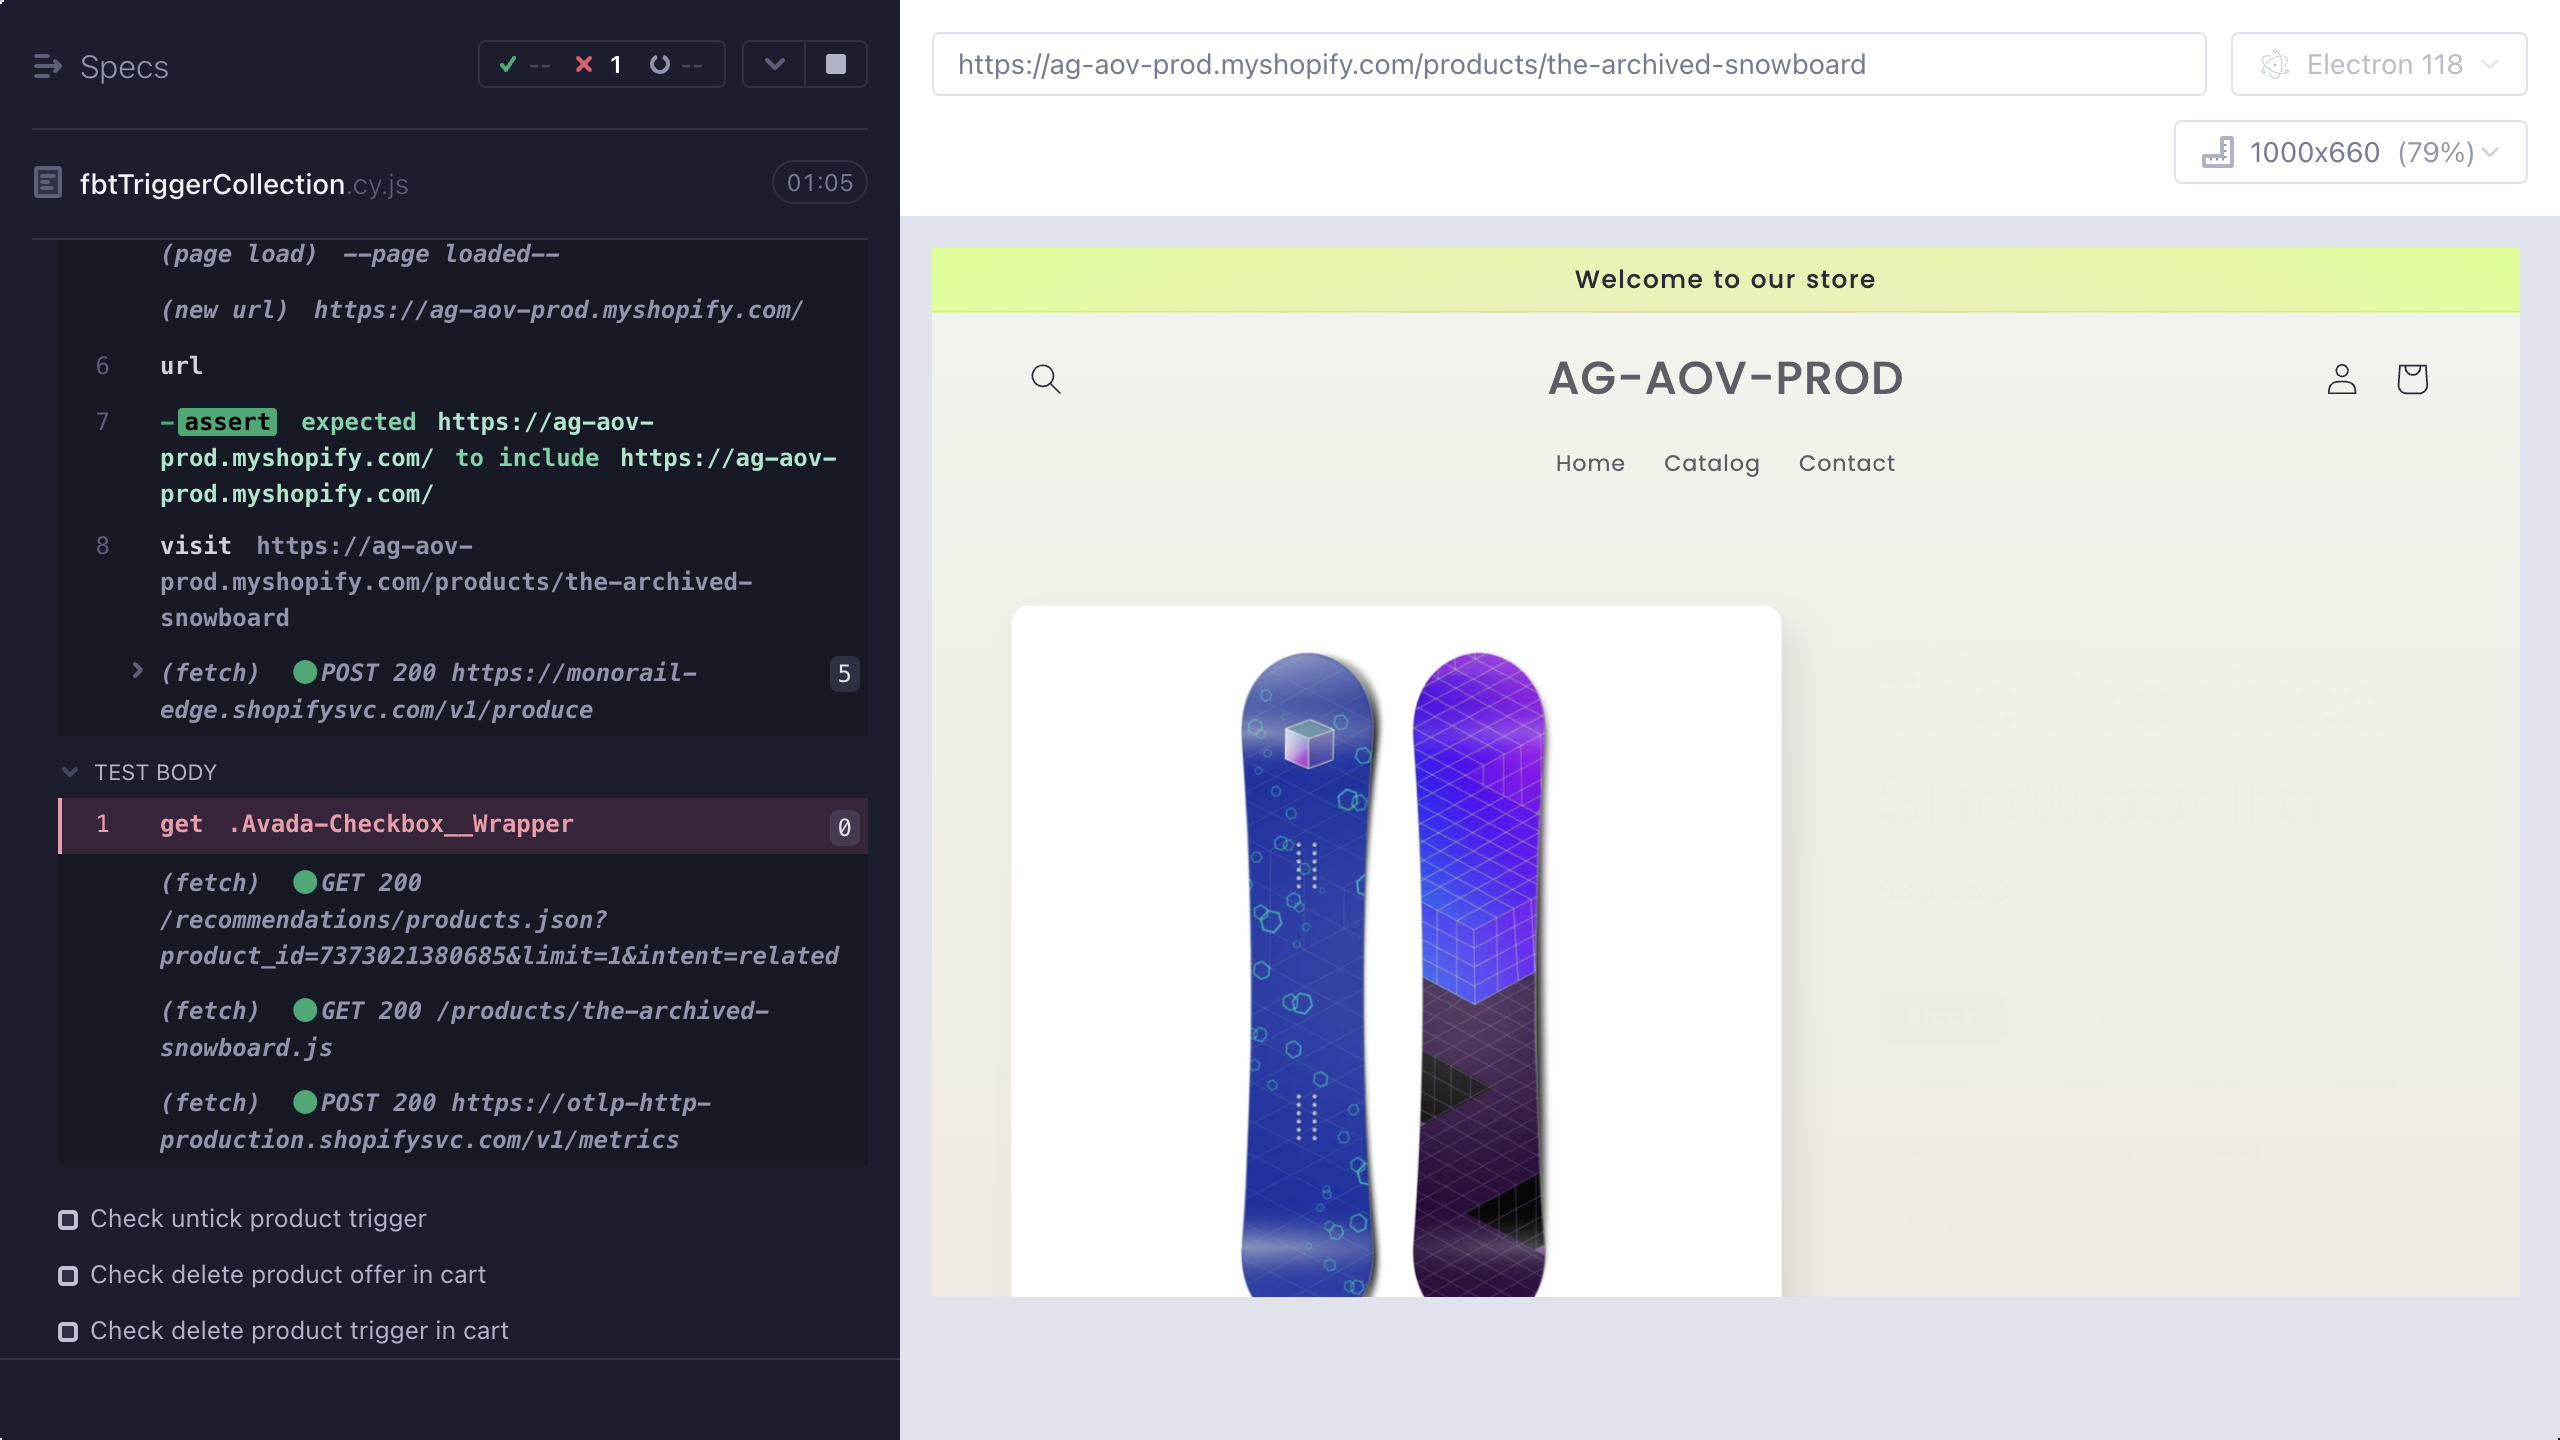 Specs
-- 1 --
fbtTriggerCollection.cy.js 01:05
(page load) --page loaded--
(new url) https://ag-aov-prod.myshopify.com/
6 url
7 -assert expected https://ag-aov-
prod.myshopify.com/ to include https://ag-aov-
prod.myshopify.com/
8 visit https://ag-aov-
prod.myshopify.com/products/the-archived-
snowboard
(fetch) POST 200 https://monorail- 5
edge.shopifysvc.com/v1/produce
TEST BODY
1 get .Avada-Checkbox__Wrapper 0
(fetch) GET 200
/recommendations/products.json?
product_id=7373021380685&limit=1&intent=related
(fetch) GET 200 /products/the-archived-
snowboard.js
(fetch) POST 200 https://otlp-http-
production.shopifysvc.com/v1/metrics
Check untick product trigger
Check delete product offer in cart
Check delete product trigger in cart
https://ag-aov-prod.myshopify.com/products/the-archived-snowboard
Electron 118
1000x660 (79%)
Welcome to our store
AG-AOV-PROD
Home Catalog Contact
The Archived
Snowboard